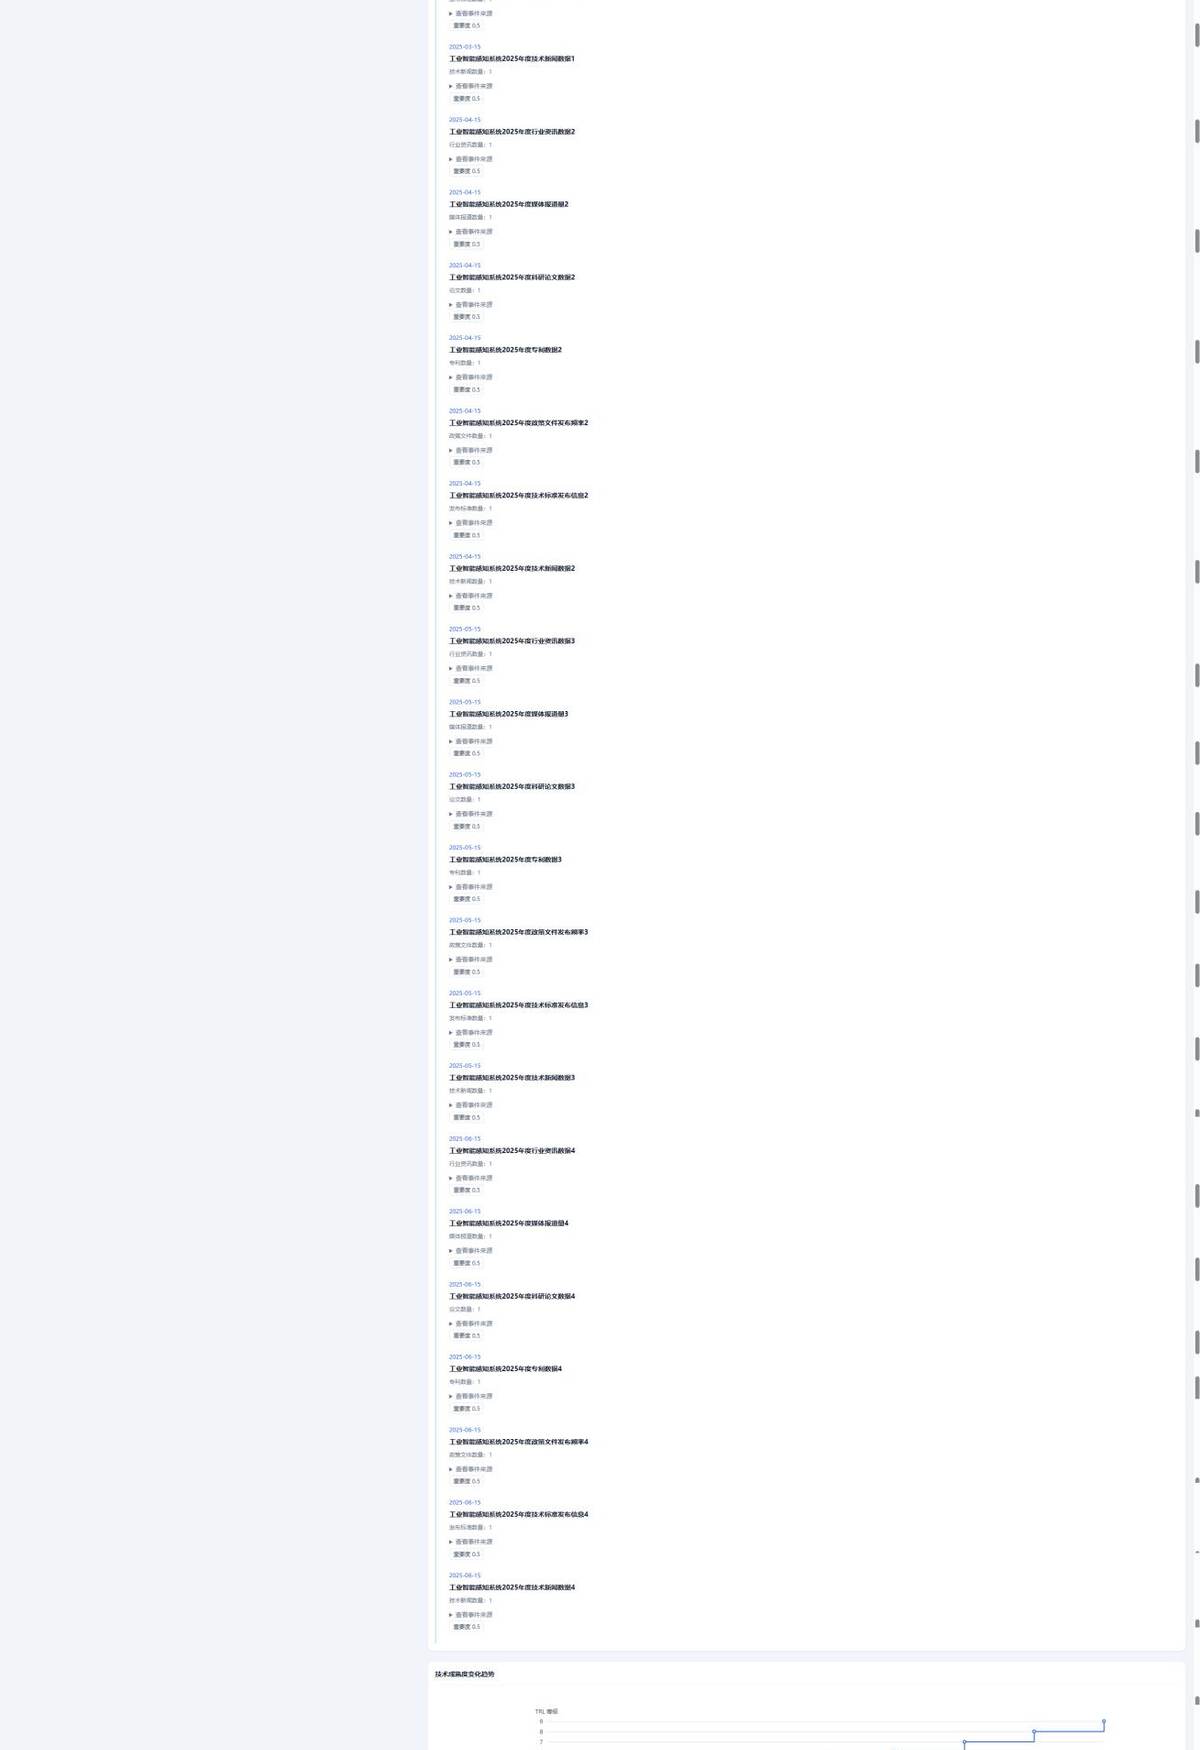 ▸ 查看事件来源
重要度 0.5
2025-03-15
工业智能感知系统2025年度技术新闻数据1
技术新闻数量：1
▸ 查看事件来源
重要度 0.5
2025-04-15
工业智能感知系统2025年度行业资讯数据2
行业资讯数量：1
▸ 查看事件来源
重要度 0.5
2025-04-15
工业智能感知系统2025年度媒体报道量2
媒体报道数量：1
▸ 查看事件来源
重要度 0.5
2025-04-15
工业智能感知系统2025年度科研论文数据2
论文数量：1
▸ 查看事件来源
重要度 0.5
2025-04-15
工业智能感知系统2025年度专利数据2
专利数量：1
▸ 查看事件来源
重要度 0.5
2025-04-15
工业智能感知系统2025年度政策文件发布频率2
政策文件数量：1
▸ 查看事件来源
重要度 0.5
2025-04-15
工业智能感知系统2025年度技术标准发布信息2
发布标准数量：1
▸ 查看事件来源
重要度 0.5
2025-04-15
工业智能感知系统2025年度技术新闻数据2
技术新闻数量：1
▸ 查看事件来源
重要度 0.5
2025-05-15
工业智能感知系统2025年度行业资讯数据3
行业资讯数量：1
▸ 查看事件来源
重要度 0.5
2025-05-15
工业智能感知系统2025年度媒体报道量3
媒体报道数量：1
▸ 查看事件来源
重要度 0.5
2025-05-15
工业智能感知系统2025年度科研论文数据3
论文数量：1
▸ 查看事件来源
重要度 0.5
2025-05-15
工业智能感知系统2025年度专利数据3
专利数量：1
▸ 查看事件来源
重要度 0.5
2025-05-15
工业智能感知系统2025年度政策文件发布频率3
政策文件数量：1
▸ 查看事件来源
重要度 0.5
2025-05-15
工业智能感知系统2025年度技术标准发布信息3
发布标准数量：1
▸ 查看事件来源
重要度 0.5
2025-05-15
工业智能感知系统2025年度技术新闻数据3
技术新闻数量：1
▸ 查看事件来源
重要度 0.5
2025-06-15
工业智能感知系统2025年度行业资讯数据4
行业资讯数量：1
▸ 查看事件来源
重要度 0.5
2025-06-15
工业智能感知系统2025年度媒体报道量4
媒体报道数量：1
▸ 查看事件来源
重要度 0.5
2025-06-15
工业智能感知系统2025年度科研论文数据4
论文数量：1
▸ 查看事件来源
重要度 0.5
2025-06-15
工业智能感知系统2025年度专利数据4
专利数量：1
▸ 查看事件来源
重要度 0.5
2025-06-15
工业智能感知系统2025年度政策文件发布频率4
政策文件数量：1
▸ 查看事件来源
重要度 0.5
2025-06-15
工业智能感知系统2025年度技术标准发布信息4
发布标准数量：1
▸ 查看事件来源
重要度 0.5
2025-06-15
工业智能感知系统2025年度技术新闻数据4
技术新闻数量：1
▸ 查看事件来源
重要度 0.5
技术成熟度变化趋势
TRL 等级
9
8
7